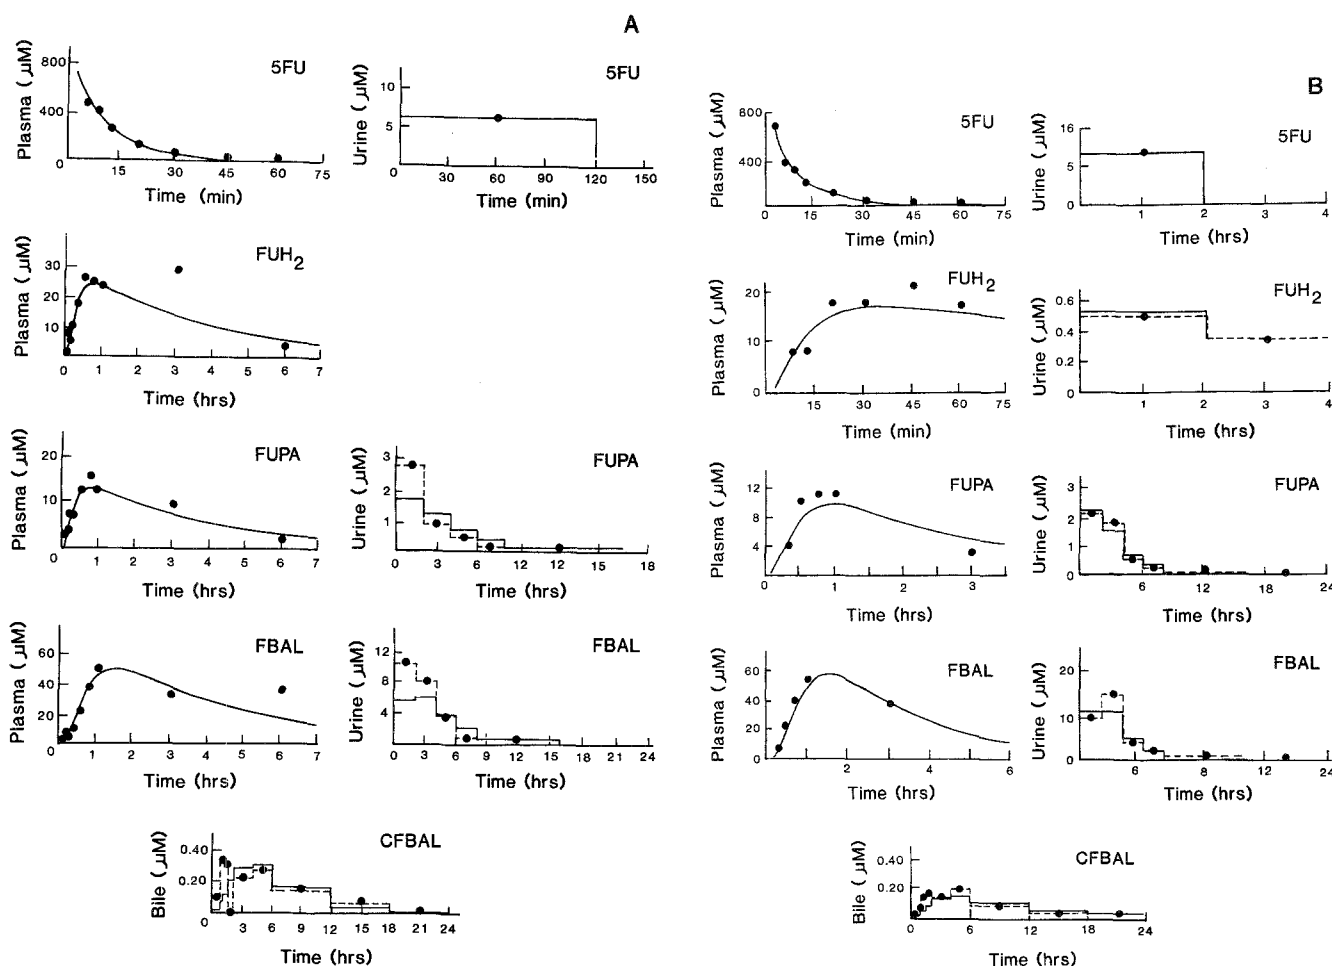 A
5FU
Plasma (μM)
800
400
0
15 30 45 60 75
Time (min)
5FU
Urine (μM)
10
5
0 30 60 90 120 150
Time (min)
FUH2
Plasma (μM)
30
20
10
0 1 2 3 4 5 6 7
Time (hrs)
FUPA
Plasma (μM)
20
10
0
0 1 2 3 4 5 6 7
Time (hrs)
FUPA
Urine (μM)
3
2
1
0 3 6 9 12 16 18
Time (hrs)
FBAL
Plasma (μM)
60
40
20
0 1 2 3 4 5 6 7
Time (hrs)
FBAL
Urine (μM)
12
8
4
0 3 6 9 12 15 18 21 24
Time (hrs)
CFBAL
Bile (μM)
0.40
0.20
0 3 6 9 12 15 18 21 24
Time (hrs)
B
5FU
Plasma (μM)
800
400
0 15 30 45 60 75
Time (min)
5FU
Urine (μM)
16
5
0
1 2 3 4
Time (hrs)
FUH2
Plasma (μM)
20
10
0
15 30 45 60 75
Time (min)
FUH2
Urine (μM)
0.6
0.4
0.2
0
1 2 3 4
Time (hrs)
FUPA
Plasma (μM)
12
8
4
0 1 2 3
Time (hrs)
FUPA
Urine (μM)
3
2
1
0
6 12 18 24
Time (hrs)
FBAL
Plasma (μM)
60
40
20
0
2 4 6
Time (hrs)
FBAL
Urine (μM)
20
10
0
6 8 12 24
Time (hrs)
CFBAL
Bile (μM)
0.40
0.20
0 6 9 12 15 18 24
Time (hrs)